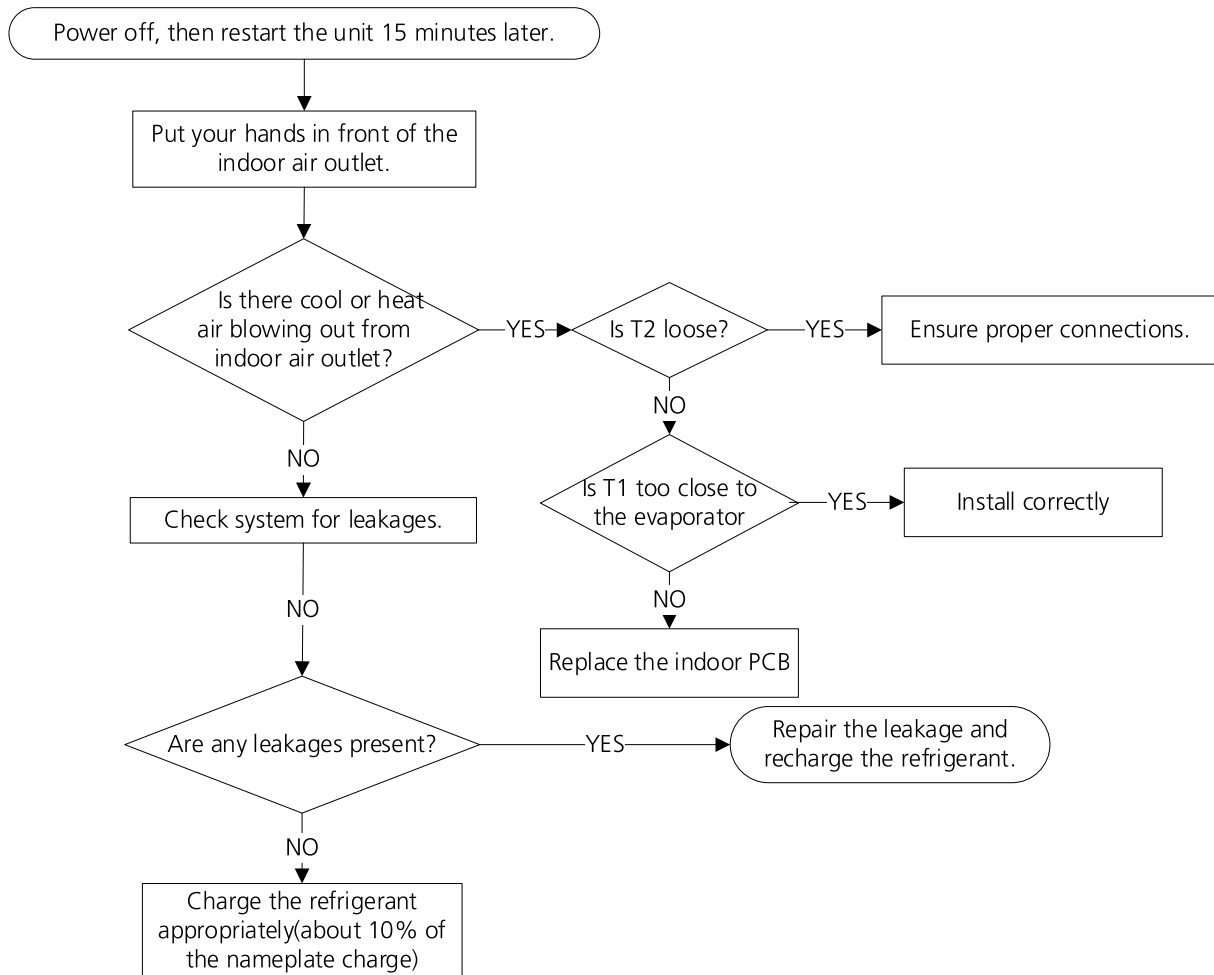 Power off, then restart the unit 15 minutes later.
Put your hands in front of the
indoor air outlet.
Is there cool or heat
air blowing out from
indoor air outlet?
YES
Is T2 loose?
YES
Ensure proper connections.
NO
NO
Is T1 too close to
the evaporator
YES
Install correctly
Check system for leakages.
NO
NO
Replace the indoor PCB
Are any leakages present?
YES
Repair the leakage and
recharge the refrigerant.
NO
Charge the refrigerant
appropriately(about 10% of
the nameplate charge)